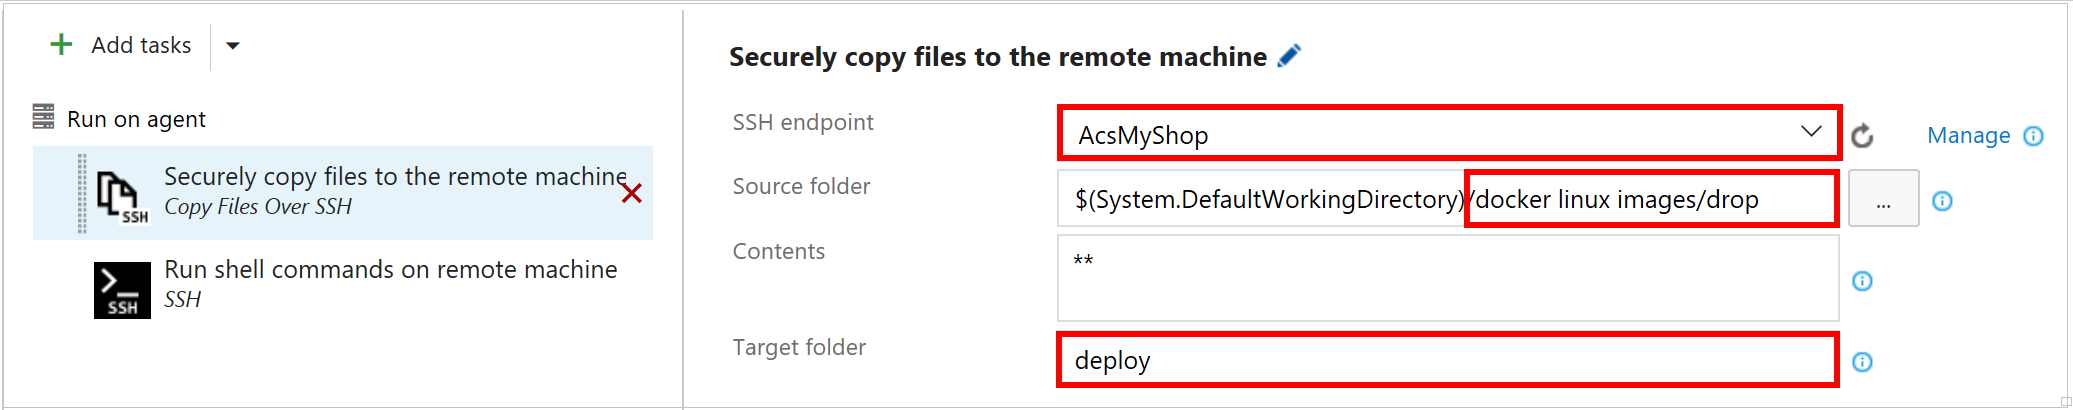 + Add tasks
Run on agent
Securely copy files to the remote machine
SSH
Copy Files Over SSH
Run shell commands on remote machine
>_ SSH
SSH
Securely copy files to the remote machine
SSH endpoint
AcsMyShop
Manage
Source folder
$(System.DefaultWorkingDirectory)/docker linux images/drop
...
Contents
**
Target folder
deploy